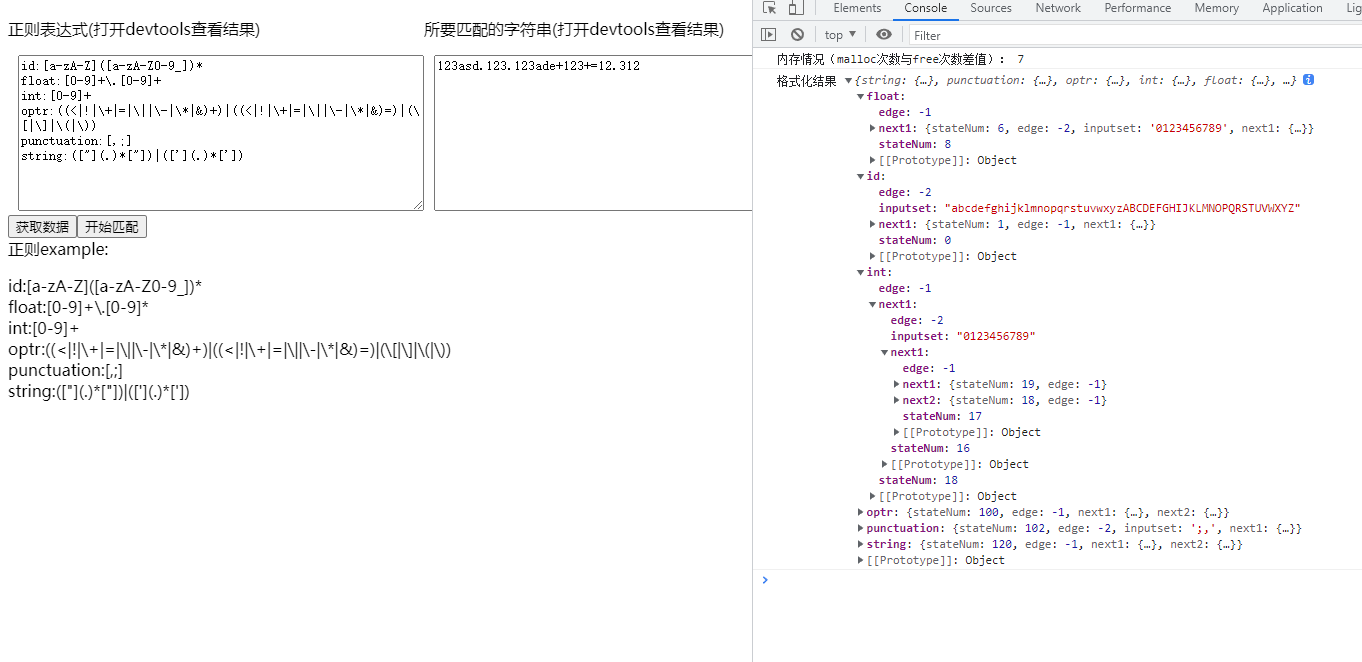 正则表达式(打开devtools查看结果)
所要匹配的字符串(打开devtools查看结果)
id:[a-zA-Z]([a-zA-Z0-9_])*
float:[0-9]+\.[0-9]+
int:[0-9]+
optr:((<|!|\+|=|\||\-|\*|&)+)|((<|!|\+|=|\||\-|\*|&)=)|(\
[|\]|\(|\))
punctuation:[,;]
string:(["](.)*["])|(['](.)*['])
123asd.123.123ade+123+=12.312
获取数据
开始匹配
正则example:
id:[a-zA-Z]([a-zA-Z0-9_])*
float:[0-9]+\.[0-9]*
int:[0-9]+
optr:((<|!|\+|=|\||\-|\*|&)+)|((<|!|\+|=|\||\-|\*|&)=)|(\[|\]|\(|\))
punctuation:[,;]
string:(["](.)*["])|(['](.)*['])
Elements Console Sources Network Performance Memory Application Lig
top ▼ Filter
内存情况（malloc次数与free次数差值）： 7
格式化结果 ▼{string: {…}, punctuation: {…}, optr: {…}, int: {…}, float: {…}, …} i
▼float:
edge: -1
▶next1: {stateNum: 6, edge: -2, inputset: '0123456789', next1: {…}}
stateNum: 8
▶[[Prototype]]: Object
▼id:
edge: -2
inputset: "abcdefghijklmnopqrstuvwxyzABCDEFGHIJKLMNOPQRSTUVWXYZ"
▶next1: {stateNum: 1, edge: -1, next1: {…}}
stateNum: 0
▶[[Prototype]]: Object
▼int:
edge: -1
▼next1:
edge: -2
inputset: "0123456789"
▼next1:
edge: -1
▶next1: {stateNum: 19, edge: -1}
▶next2: {stateNum: 18, edge: -1}
stateNum: 17
▶[[Prototype]]: Object
stateNum: 16
▶[[Prototype]]: Object
stateNum: 18
▶[[Prototype]]: Object
▶optr: {stateNum: 100, edge: -1, next1: {…}, next2: {…}}
▶punctuation: {stateNum: 102, edge: -2, inputset: ';,', next1: {…}}
▶string: {stateNum: 120, edge: -1, next1: {…}, next2: {…}}
▶[[Prototype]]: Object